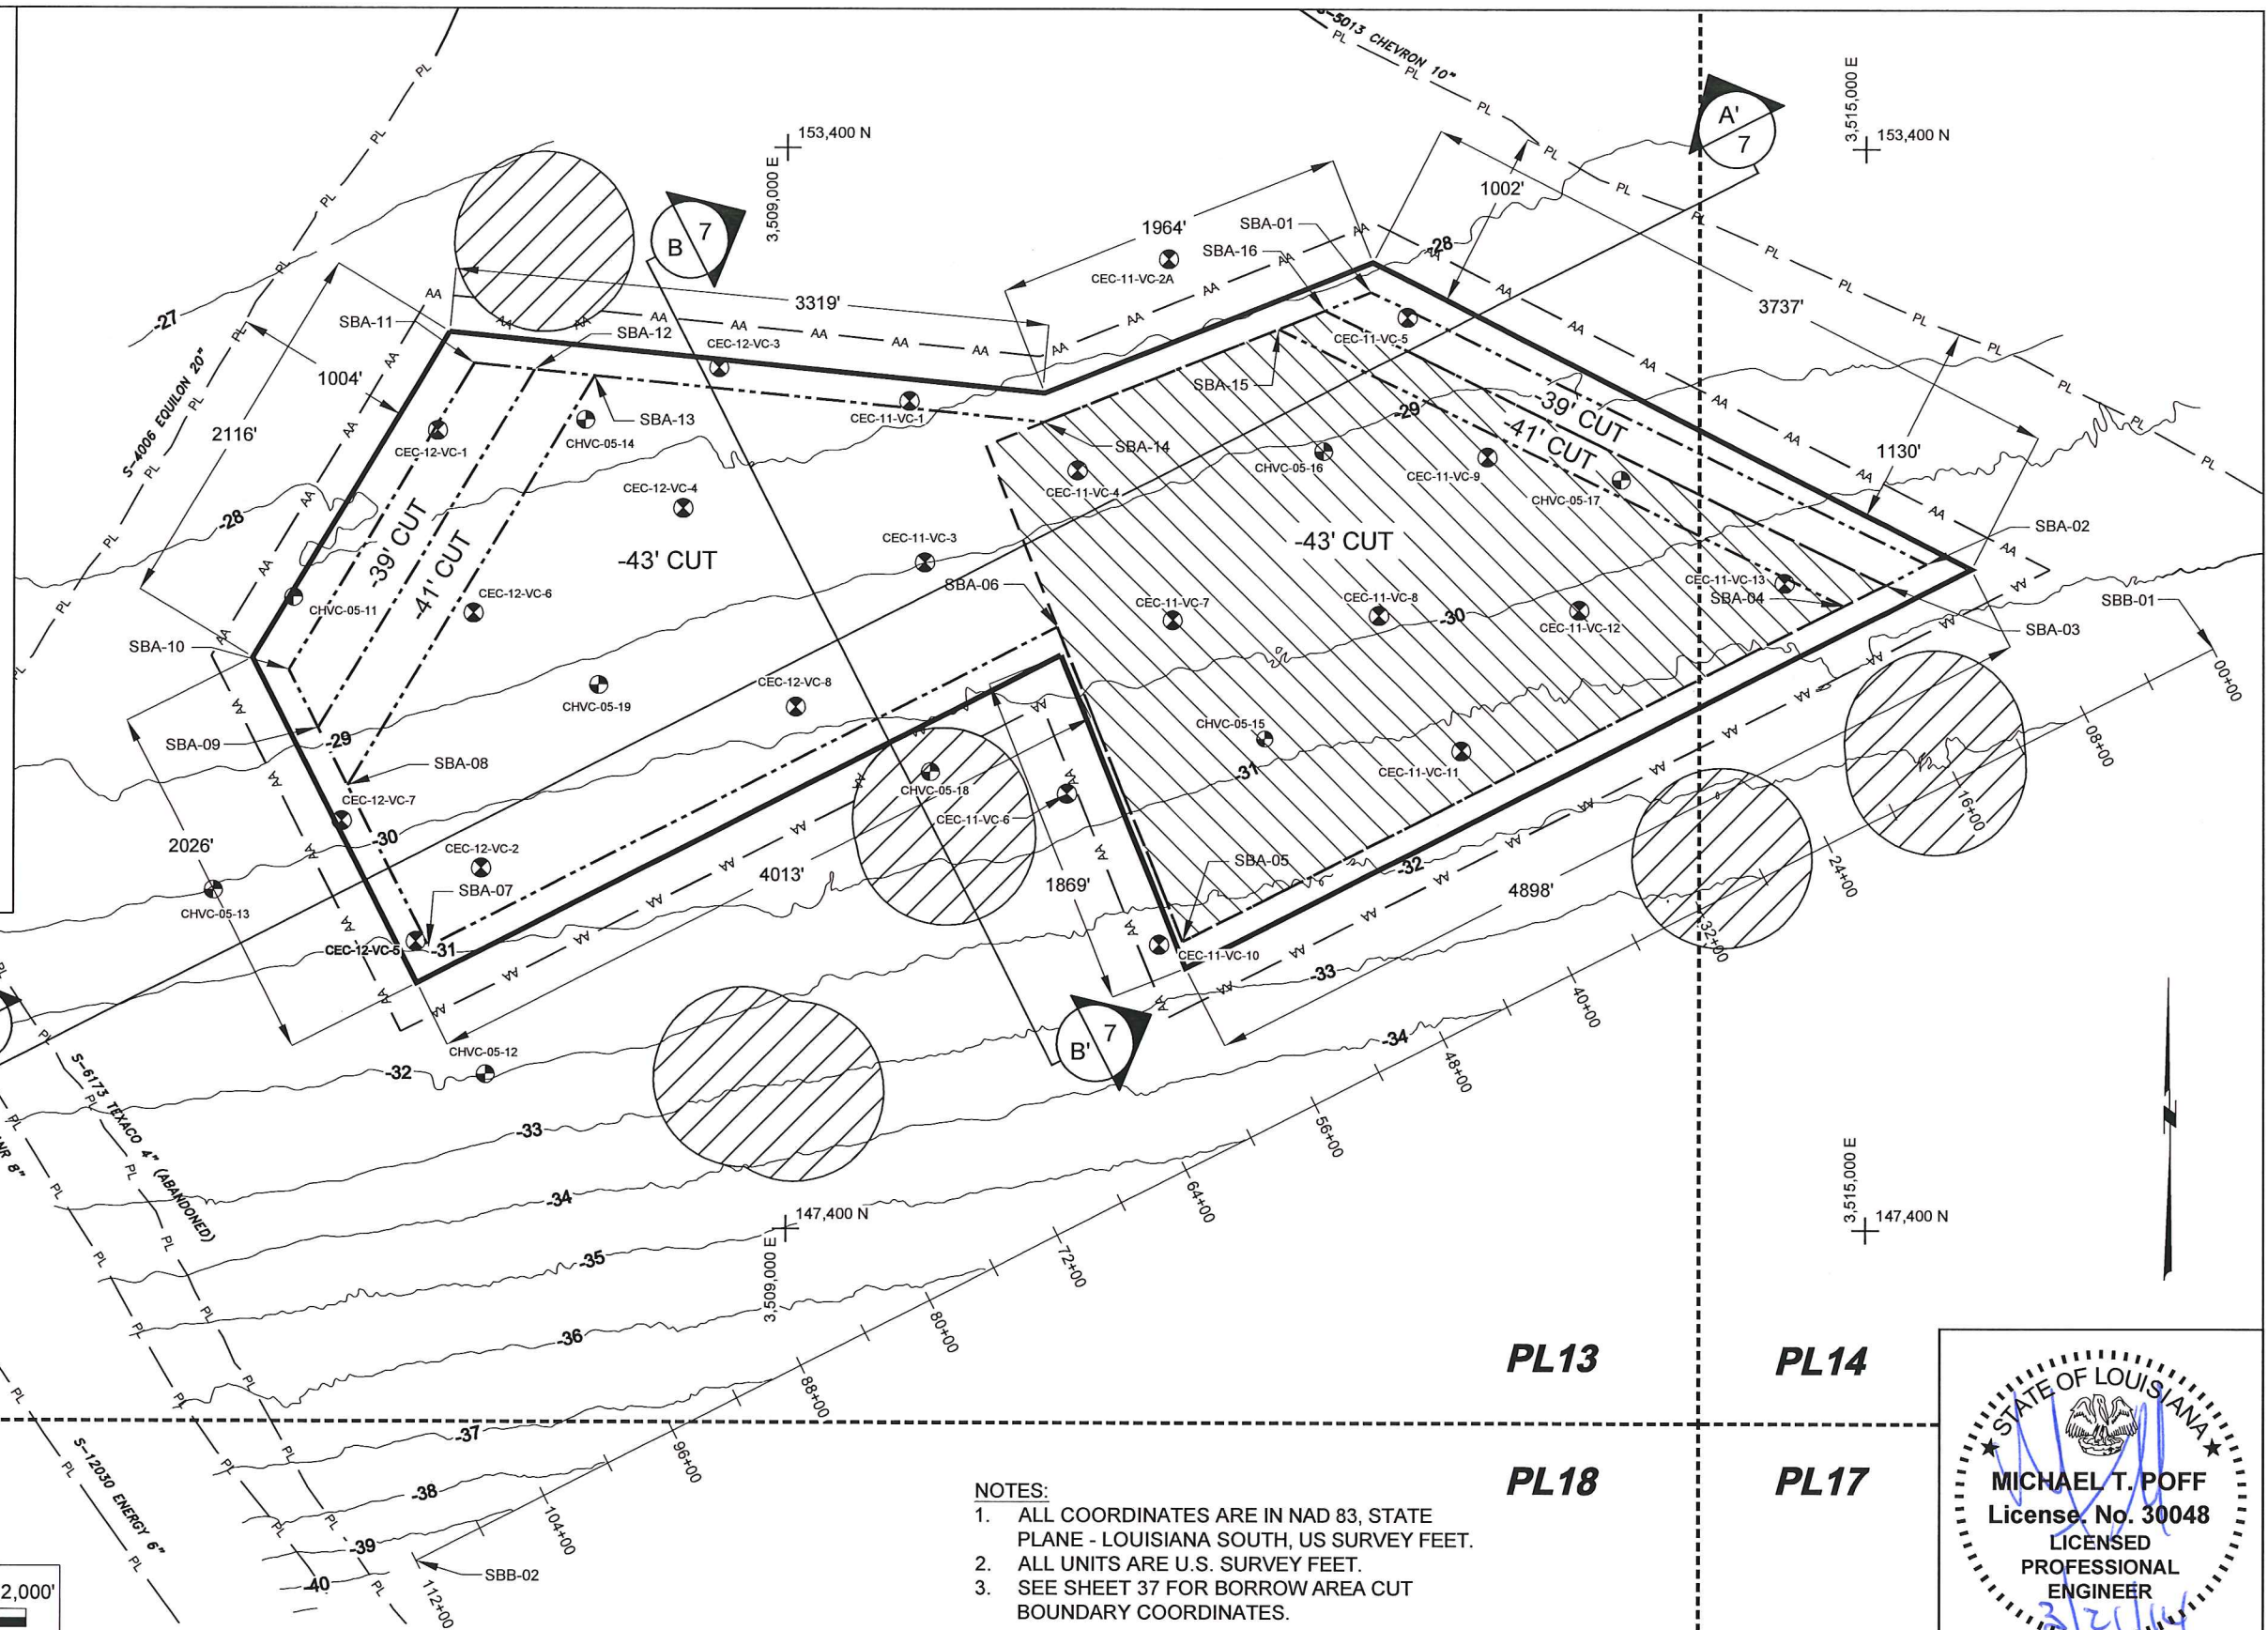 S-5013 CHEVRON 10"
3,515,000 E
153,400 N
3,509,000 E
153,400 N
A'
7
B
7
1002'
1964'
SBA-01
SBA-16
-28
CEC-11-VC-2A
3737'
3319'
-27
SBA-11
SBA-12
CEC-12-VC-3
CEC-11-VC-5
1004'
S-4006 EQUILON 20"
SBA-15
CEC-11-VC-1
SBA-13
-29
-39' CUT
-41' CUT
2116'
CEC-12-VC-1
CHVC-05-14
SBA-14
1130'
CHVC-05-16
CEC-11-VC-9
CEC-11-VC-4
CHVC-05-17
CEC-12-VC-4
-28
-39' CUT
-41' CUT
-43' CUT
CEC-11-VC-3
-43' CUT
SBA-02
SBA-06
CEC-11-VC-13
SBA-04
CEC-12-VC-6
CHVC-05-11
CEC-11-VC-7
CEC-11-VC-8
-30
CEC-11-VC-12
SBB-01
SBA-03
SBA-10
CEC-12-VC-8
CHVC-05-19
00+00
CHVC-05-15
08+00
SBA-09
-29
SBA-08
-31
CEC-11-VC-11
CHVC-05-18
CEC-12-VC-7
CEC-11-VC-6
16+00
-30
2026'
CEC-12-VC-2
4013'
1869'
SBA-05
-32
24+00
SBA-07
4898'
CHVC-05-13
32+00
CEC-12-VC-5
-31
CEC-11-VC-10
-33
40+00
B'
7
-34
CHVC-05-12
-32
48+00
S-6173 TEXACO 4" (ABANDONED)
-33
56+00
-34
64+00
3,509,000 E
147,400 N
3,515,000 E
147,400 N
-35
72+00
-36
80+00
PL13
PL14
88+00
-37
96+00
S-12030 ENERGY 6"
-38
104+00
-39
SBB-02
-40
112+00
PL18
PL17
2,000'
NOTES:
1. ALL COORDINATES ARE IN NAD 83, STATE
PLANE - LOUISIANA SOUTH, US SURVEY FEET.
2. ALL UNITS ARE U.S. SURVEY FEET.
3. SEE SHEET 37 FOR BORROW AREA CUT
BOUNDARY COORDINATES.
STATE OF LOUISIANA
MICHAEL T. POFF
License. No. 30048
LICENSED
PROFESSIONAL
ENGINEER